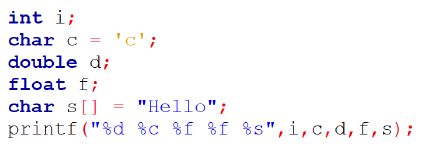 int i;
char c = 'c';
double d;
float f;
char s[] = "Hello";
printf("%d %c %f %f %s",i,c,d,f,s);